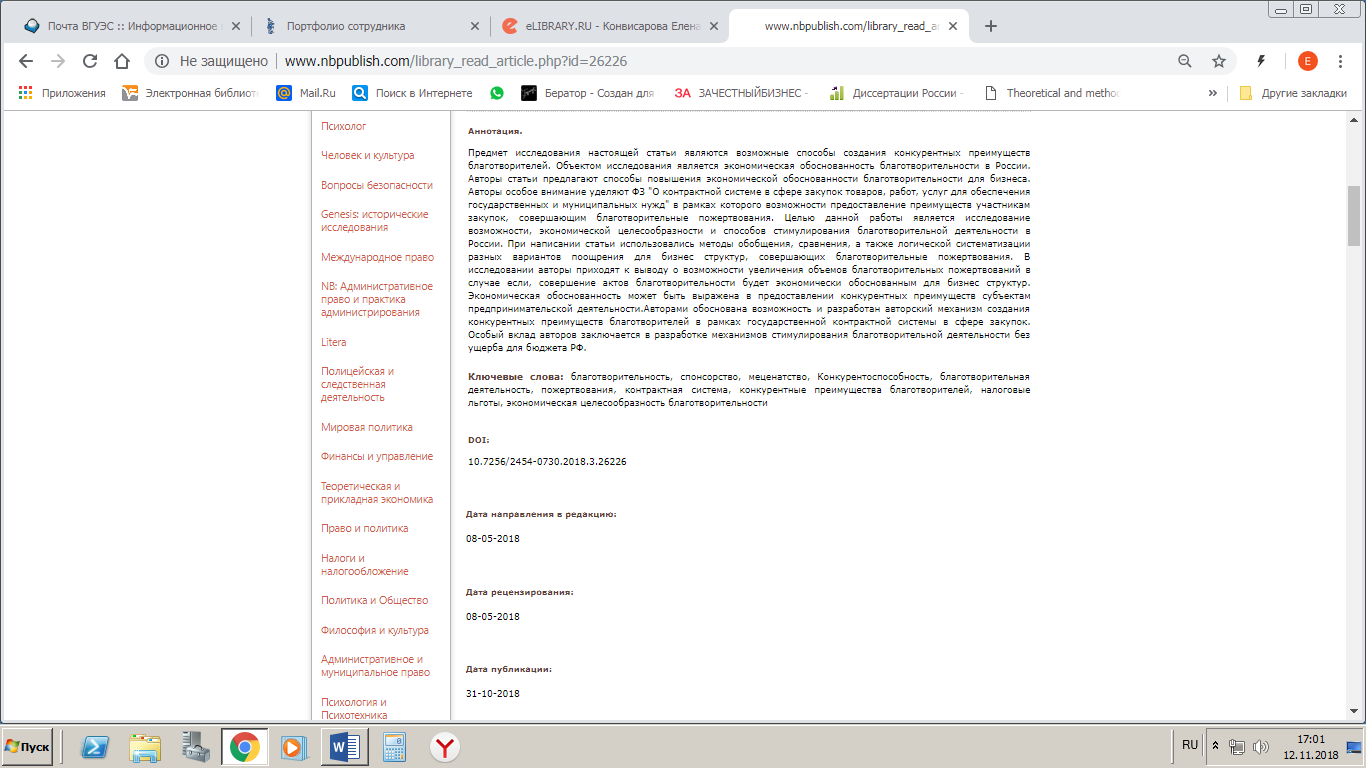 Почта ВГУЭС :: Информационное
Портфолио сотрудника
eLIBRARY.RU - Конвисарова Елена
www.nbpublish.com/library_read_ar
Не защищено
www.nbpublish.com/library_read_article.php?id=26226
E
Приложения
Электронная библиот
Mail.Ru
Поиск в Интернете
Бератор - Создан для
ЗА
ЗАЧЕСТНЫЙБИЗНЕС -
Диссертации России -
Theoretical and metho
»
Другие закладки
Психолог
Человек и культура
Вопросы безопасности
Genesis: исторические
исследования
Международное право
NB: Административное
право и практика
администрирования
Litera
Полицейская и
следственная
деятельность
Мировая политика
Финансы и управление
Теоретическая и
прикладная экономика
Право и политика
Налоги и
налогообложение
Политика и Общество
Философия и культура
Административное и
муниципальное право
Психология и
Психотехника
Аннотация.
Предмет исследования настоящей статьи являются возможные способы создания конкурентных преимуществ
благотворителей. Объектом исследования является экономическая обоснованность благотворительности в России.
Авторы статьи предлагают способы повышения экономической обоснованности благотворительности для бизнеса.
Авторы особое внимание уделяют ФЗ "О контрактной системе в сфере закупок товаров, работ, услуг для обеспечения
государственных и муниципальных нужд" в рамках которого возможности предоставление преимуществ участникам
закупок, совершающим благотворительные пожертвования. Целью данной работы является исследование
возможности, экономической целесообразности и способов стимулирования благотворительной деятельности в
России. При написании статьи использовались методы обобщения, сравнения, а также логической систематизации
разных вариантов поощрения для бизнес структур, совершающих благотворительные пожертвования. В
исследовании авторы приходят к выводу о возможности увеличения объемов благотворительных пожертвований в
случае если, совершение актов благотворительности будет экономически обоснованным для бизнес структур.
Экономическая обоснованность может быть выражена в предоставлении конкурентных преимуществ субъектам
предпринимательской деятельности.Авторами обоснована возможность и разработан авторский механизм создания
конкурентных преимуществ благотворителей в рамках государственной контрактной системы в сфере закупок.
Особый вклад авторов заключается в разработке механизмов стимулирования благотворительной деятельности без
ущерба для бюджета РФ.
Ключевые слова: благотворительность, спонсорство, меценатство, Конкурентоспособность, благотворительная
деятельность, пожертвования, контрактная система, конкурентные преимущества благотворителей, налоговые
льготы, экономическая целесообразность благотворительности
DOI:
10.7256/2454-0730.2018.3.26226
Дата направления в редакцию:
08-05-2018
Дата рецензирования:
08-05-2018
Дата публикации:
31-10-2018
Пуск
RU
17:01
12.11.2018